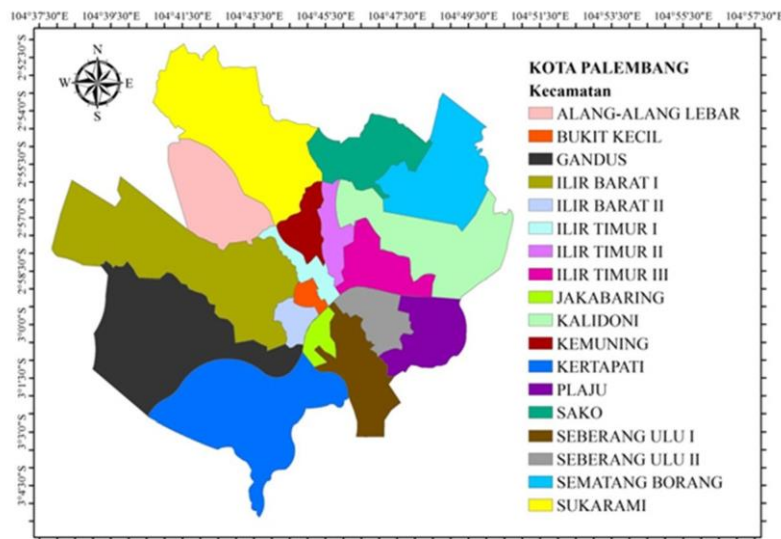 104°37'30"E 104°39'30"E 104°41'30"E 104°43'30"E 104°45'30"E 104°47'30"E 104°49'30"E 104°51'30"E 104°53'30"E 104°55'30"E 104°57'30"E
2°52'30"S
2°54'0"S
2°55'30"S
2°57'0"S
2°58'30"S
3°0'0"S
3°1'30"S
3°3'0"S
3°4'30"S
N
W E
S
KOTA PALEMBANG
Kecamatan
ALANG-ALANG LEBAR
BUKIT KECIL
GANDUS
ILIR BARAT I
ILIR BARAT II
ILIR TIMUR I
ILIR TIMUR II
ILIR TIMUR III
JAKABARING
KALIDONI
KEMUNING
KERTAPATI
PLAJU
SAKO
SEBERANG ULU I
SEBERANG ULU II
SEMATANG BORANG
SUKARAMI